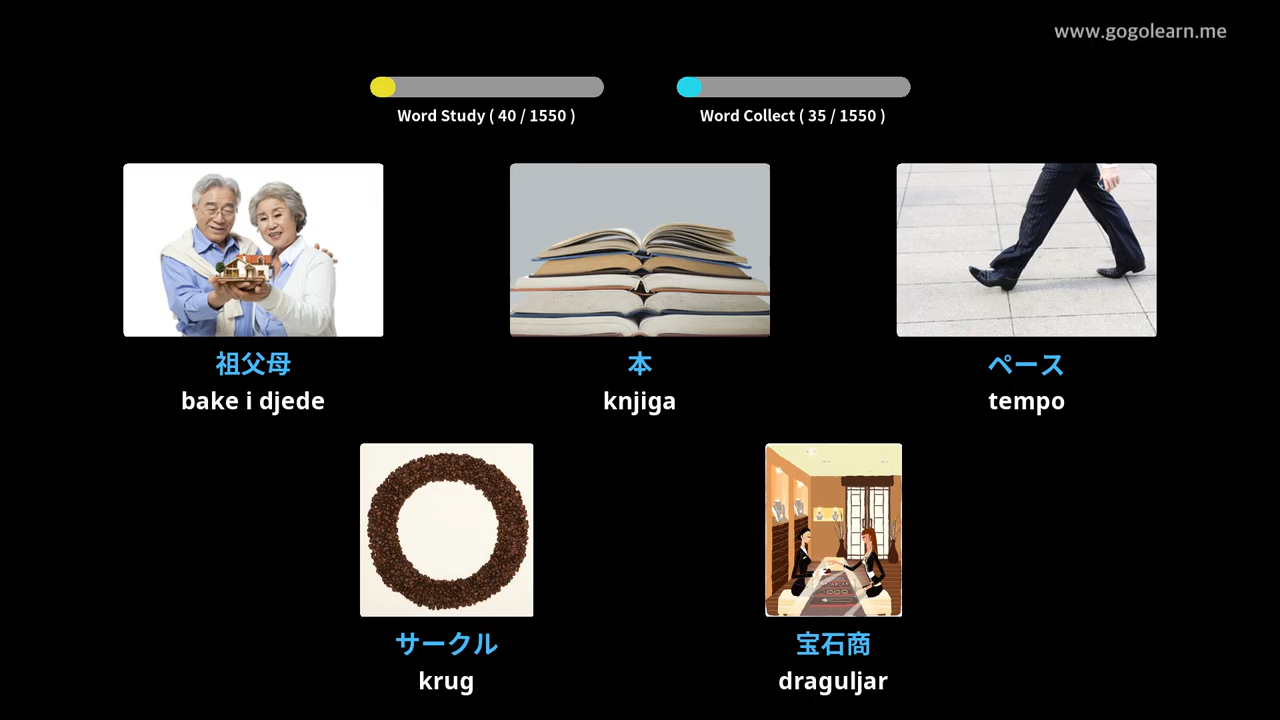 www.gogolearn.me
Word Study ( 40 / 1550 )
Word Collect ( 35 / 1550 )
祖父母
bake i djede
本
knjiga
ペース
tempo
サークル
krug
宝石商
draguljar